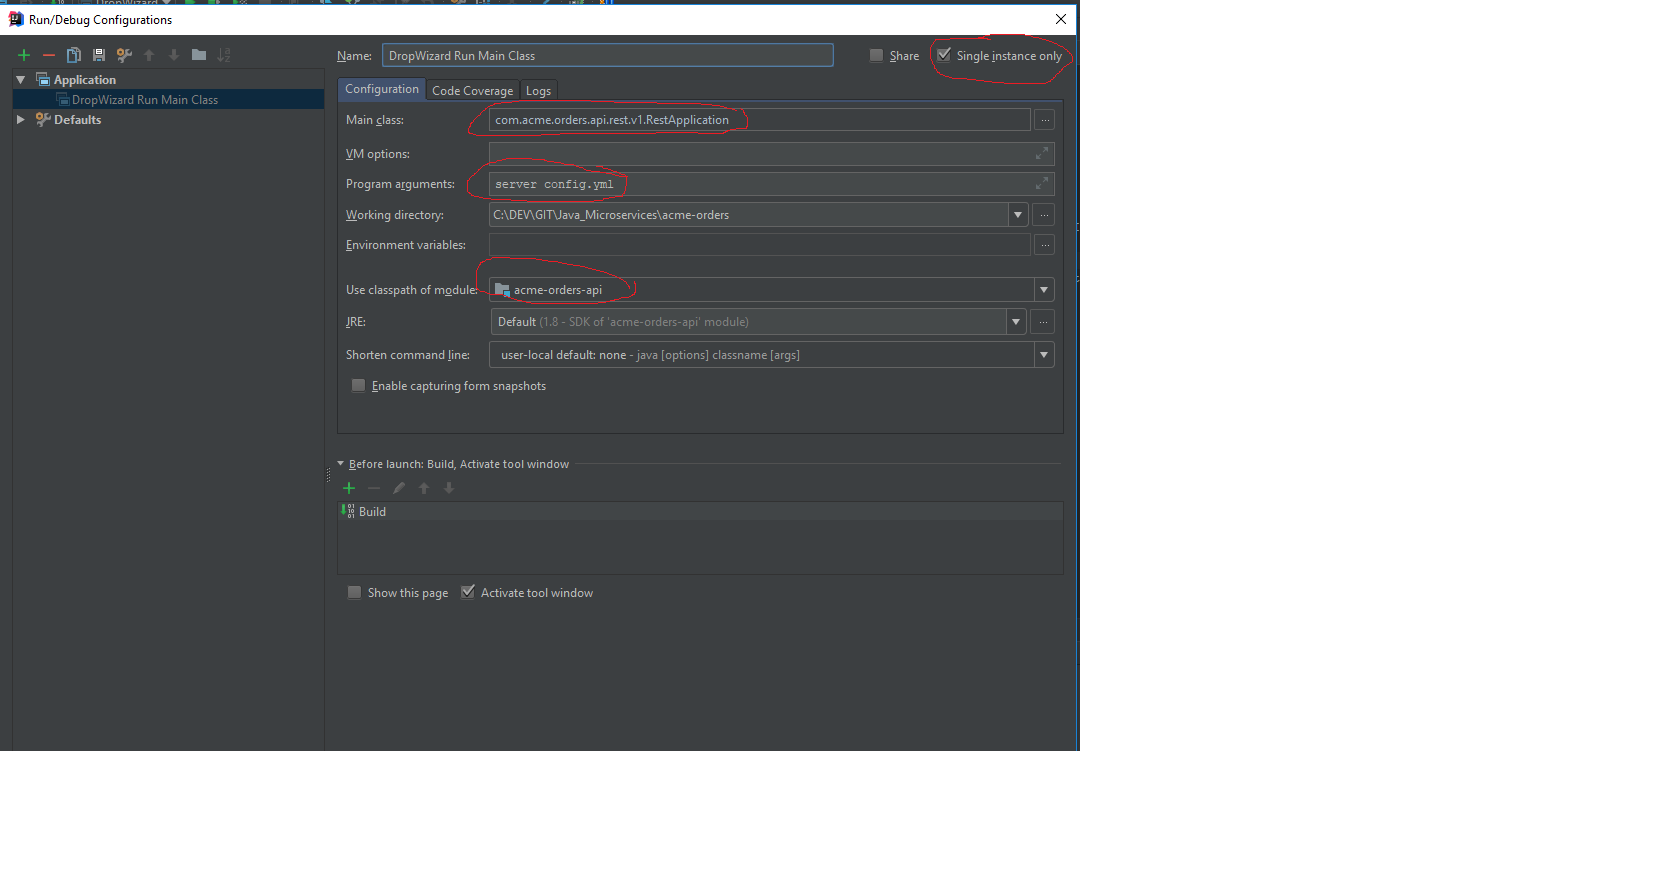 Run/Debug Configurations
Name: DropWizard Run Main Class Share Single instance only
Application
DropWizard Run Main Class
Defaults
Configuration Code Coverage Logs
Main class: com.acme.orders.api.rest.v1.RestApplication ...
VM options:
Program arguments: server config.yml
Working directory: C:\DEV\GIT\Java_Microservices\acme-orders ...
Environment variables: ...
Use classpath of module: acme-orders-api
JRE: Default (1.8 - SDK of 'acme-orders-api' module) ...
Shorten command line: user-local default: none - java [options] classname [args]
Enable capturing form snapshots
Before launch: Build, Activate tool window
Build
Show this page Activate tool window